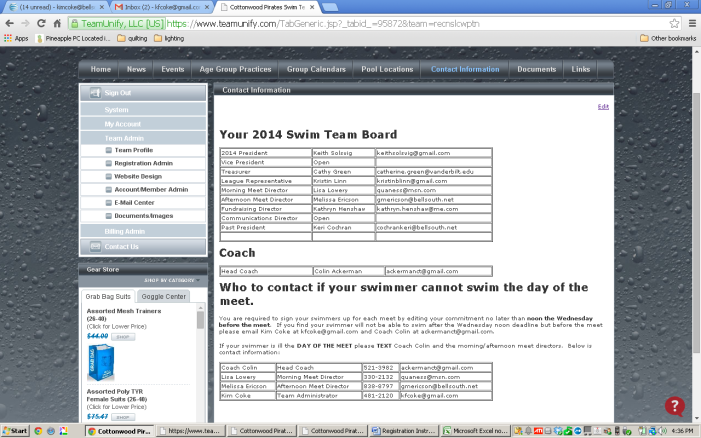 (14 unread) - kimcoke@bells
Inbox (2) - kfcoke@gmail.co
Cottonwood Pirates Swim Te
TeamUnify, LLC [US] https://www.teamunify.com/TabGeneric.jsp?_tabid_=95872&team=recnslcwptn
Apps
Pineapple PC Located i...
quilting
lighting
Other bookmarks
Home News Events Age Group Practices Group Calendars Pool Locations Contact Information Documents Links
Sign Out
System
My Account
Team Admin
Team Profile
Registration Admin
Website Design
Account/Member Admin
E-Mail Center
Documents/Images
Billing Admin
Contact Us
Gear Store
SHOP BY CATEGORY
Grab Bag Suits Goggle Center
Assorted Mesh Trainers
(26-40)
(Click for Lower Price)
$44.00 SHOP
GRAB BAG
Assorted Poly TYR
Female Suits (26-40)
(Click for Lower Price)
$75.47 SHOP
Contact Information
Edit
Your 2014 Swim Team Board
2014 President Keith Solsvig keithsolsvig@gmail.com
Vice President Open
Treasurer Cathy Green catherine.green@vanderbilt.edu
League Representative Kristin Linn kristinblinn@gmail.com
Morning Meet Director Lisa Lowery quaness@msn.com
Afternoon Meet Director Melissa Ericson gmericson@bellsouth.net
Fundraising Director Kathryn Henshaw kathryn.henshaw@me.com
Communications Director Open
Past President Keri Cochran cochrankeri@bellsouth.net
Coach
Head Coach Colin Ackerman ackermanct@gmail.com
Who to contact if your swimmer cannot swim the day of the
meet.
You are required to sign your swimmers up for each meet by editing your commitment no later than noon the Wednesday
before the meet. If you find your swimmer will not be able to swim after the Wednesday noon deadline but before the meet
please email Kim Coke at kfcoke@gmail.com and Coach Colin at ackermanct@gmail.com.
If your swimmer is ill the DAY OF THE MEET please TEXT Coach Colin and the morning/afternoon meet directors. Below is
contact information:
Coach Colin Head Coach 521-3982 ackermanct@gmail.com
Lisa Lowery Morning Meet Director 330-2132 quaness@msn.com
Melissa Ericson Afternoon Meet Director 838-8797 gmericson@bellsouth.net
Kim Coke Team Administrator 481-2120 kfcoke@gmail.com
?
Start
Cottonwood Pir...
https://www.tea...
Cottonwood Pira...
Cottonwood Pira...
Registration Instr...
Microsoft Excel no...
4:36 PM